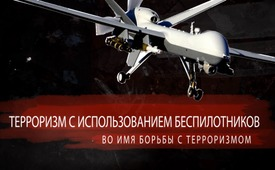 ТЕРРОРИЗМ С ИСПОЛЬЗОВАНИЕМ БЕСПИЛОТНИКОВ
ВО ИМЯ БОРЬБЫ С ТЕРРОРИЗМОМ